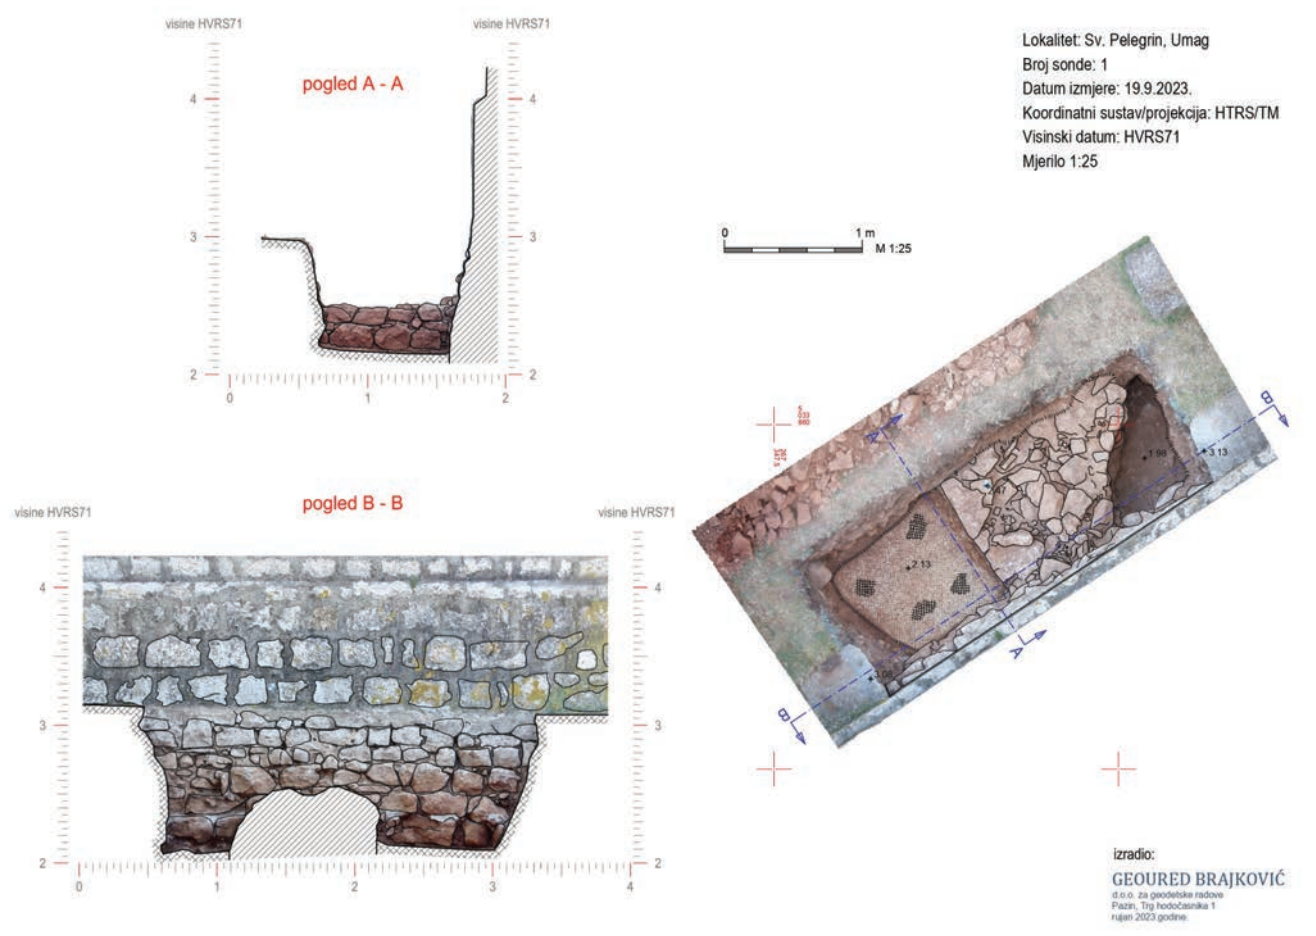 visine HVRS71
visine HVRS71
pogled A - A
4
4
3
3
2
2
0
1
2
Lokalitet: Sv. Pelegrin, Umag
Broj sonde: 1
Datum izmjere: 19.9.2023.
Koordinatni sustav/projekcija: HTRS/TM
Visinski datum: HVRS71
Mjerilo 1:25
0
1 m
M 1:25
B
A
1.98
3.13
2.13
A
B
pogled B - B
visine HVRS71
visine HVRS71
4
4
3
3
2
2
0
1
2
3
4
izradio:
GEOURED BRAJKOVIĆ
d.o.o. za geodetske radove
Pazin, Trg hodočasnika 1
rujan 2023.godine.